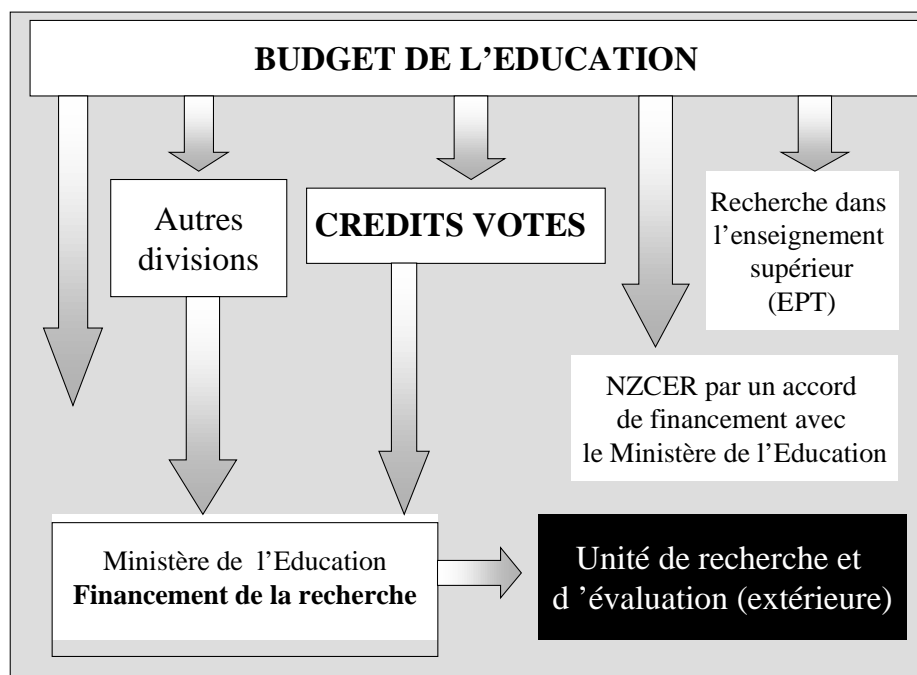 BUDGET DE L’EDUCATION
Autres
divisions
CREDITS VOTES
Recherche dans
l’enseignement
supérieur
(EPT)
NZCER par un accord
de financement avec
le Ministère de l’Education
Ministère de  l’Education
Financement de la recherche
Unité de recherche et
d ’évaluation (extérieure)